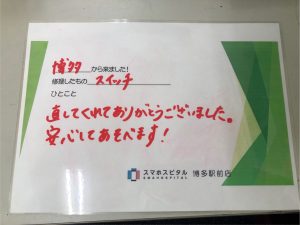 博多 から来ました!
修理したもの スイッチ
ひとこと
直してくれてありがとうございました。
安心してあそべます!
スマホスピタル 博多駅前店
SMAHOSPITAL